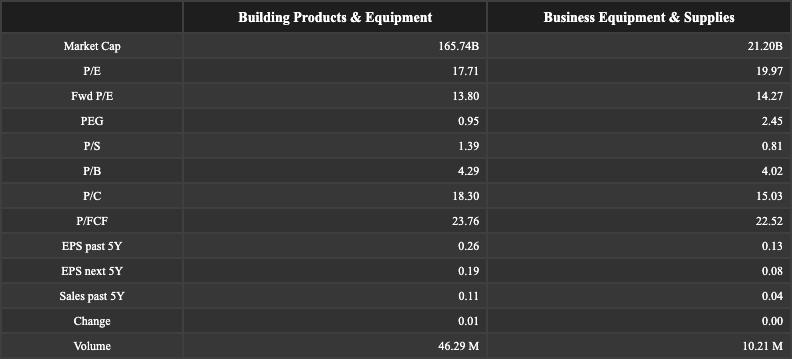 Building Products & Equipment Business Equipment & Supplies
Market Cap 165.74B 21.20B
P/E 17.71 19.97
Fwd P/E 13.80 14.27
PEG 0.95 2.45
P/S 1.39 0.81
P/B 4.29 4.02
P/C 18.30 15.03
P/FCF 23.76 22.52
EPS past 5Y 0.26 0.13
EPS next 5Y 0.19 0.08
Sales past 5Y 0.11 0.04
Change 0.01 0.00
Volume 46.29 M 10.21 M